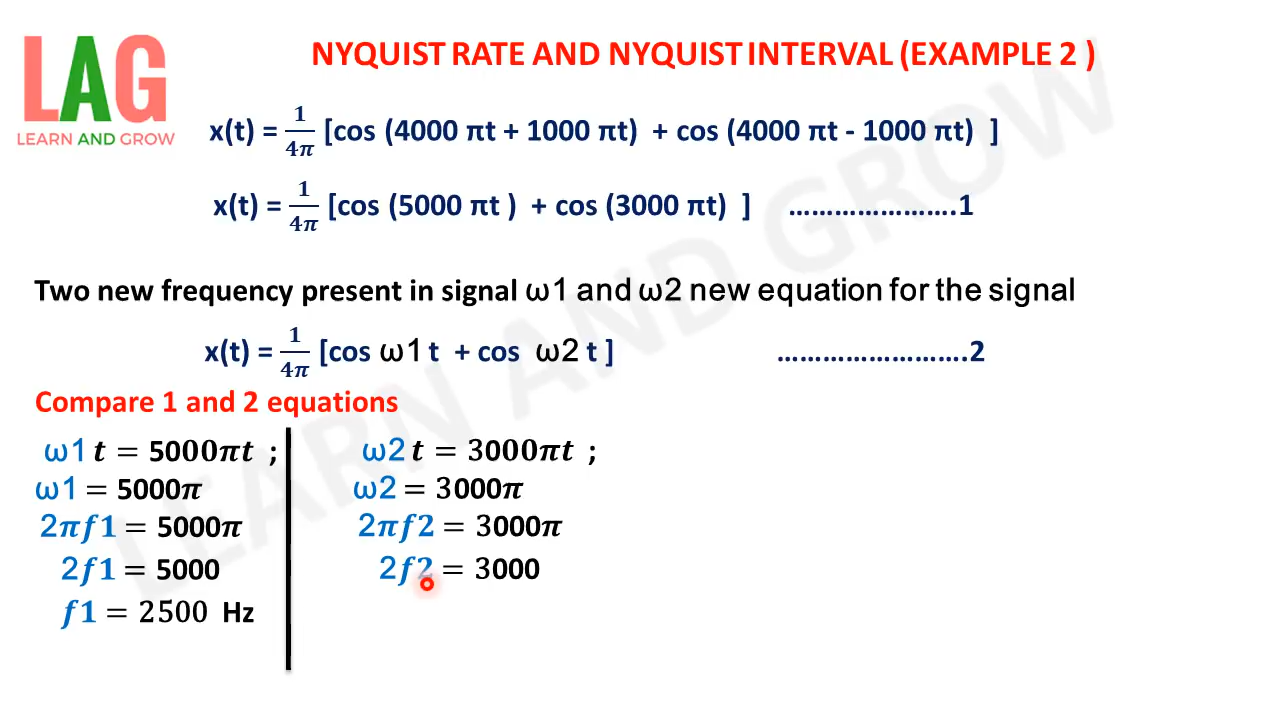 LAG
LEARN AND GROW
NYQUIST RATE AND NYQUIST INTERVAL (EXAMPLE 2 )
x(t) = 1/4π [cos (4000 πt + 1000 πt) + cos (4000 πt - 1000 πt) ]
x(t) = 1/4π [cos (5000 πt ) + cos (3000 πt) ] ………………….1
Two new frequency present in signal ω1 and ω2 new equation for the signal
x(t) = 1/4π [cos ω1 t + cos ω2 t ] …………………….2
Compare 1 and 2 equations
ω1 t = 5000πt ;
ω1 = 5000π
2πf1 = 5000π
2f1 = 5000
f1 = 2500 Hz
ω2 t = 3000πt ;
ω2 = 3000π
2πf2 = 3000π
2f2 = 3000
LEARN AND GROW